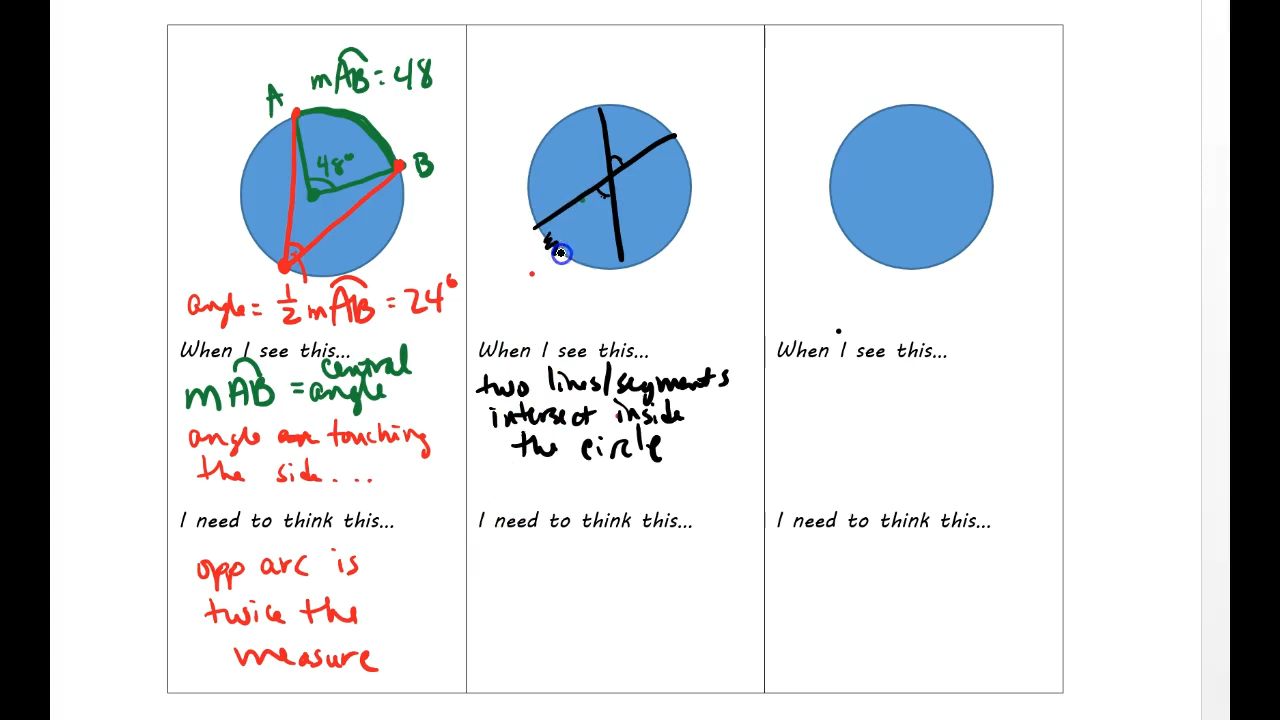 mAB = 48
A
B
48°
angle = 1/2 mAB = 24°
When I see this...
mAB = central angle
angle an touching
the side....
I need to think this...
opp arc is
twice the
measure
When I see this...
two lines/segments
intersect inside
the circle
I need to think this...
When I see this...
I need to think this...